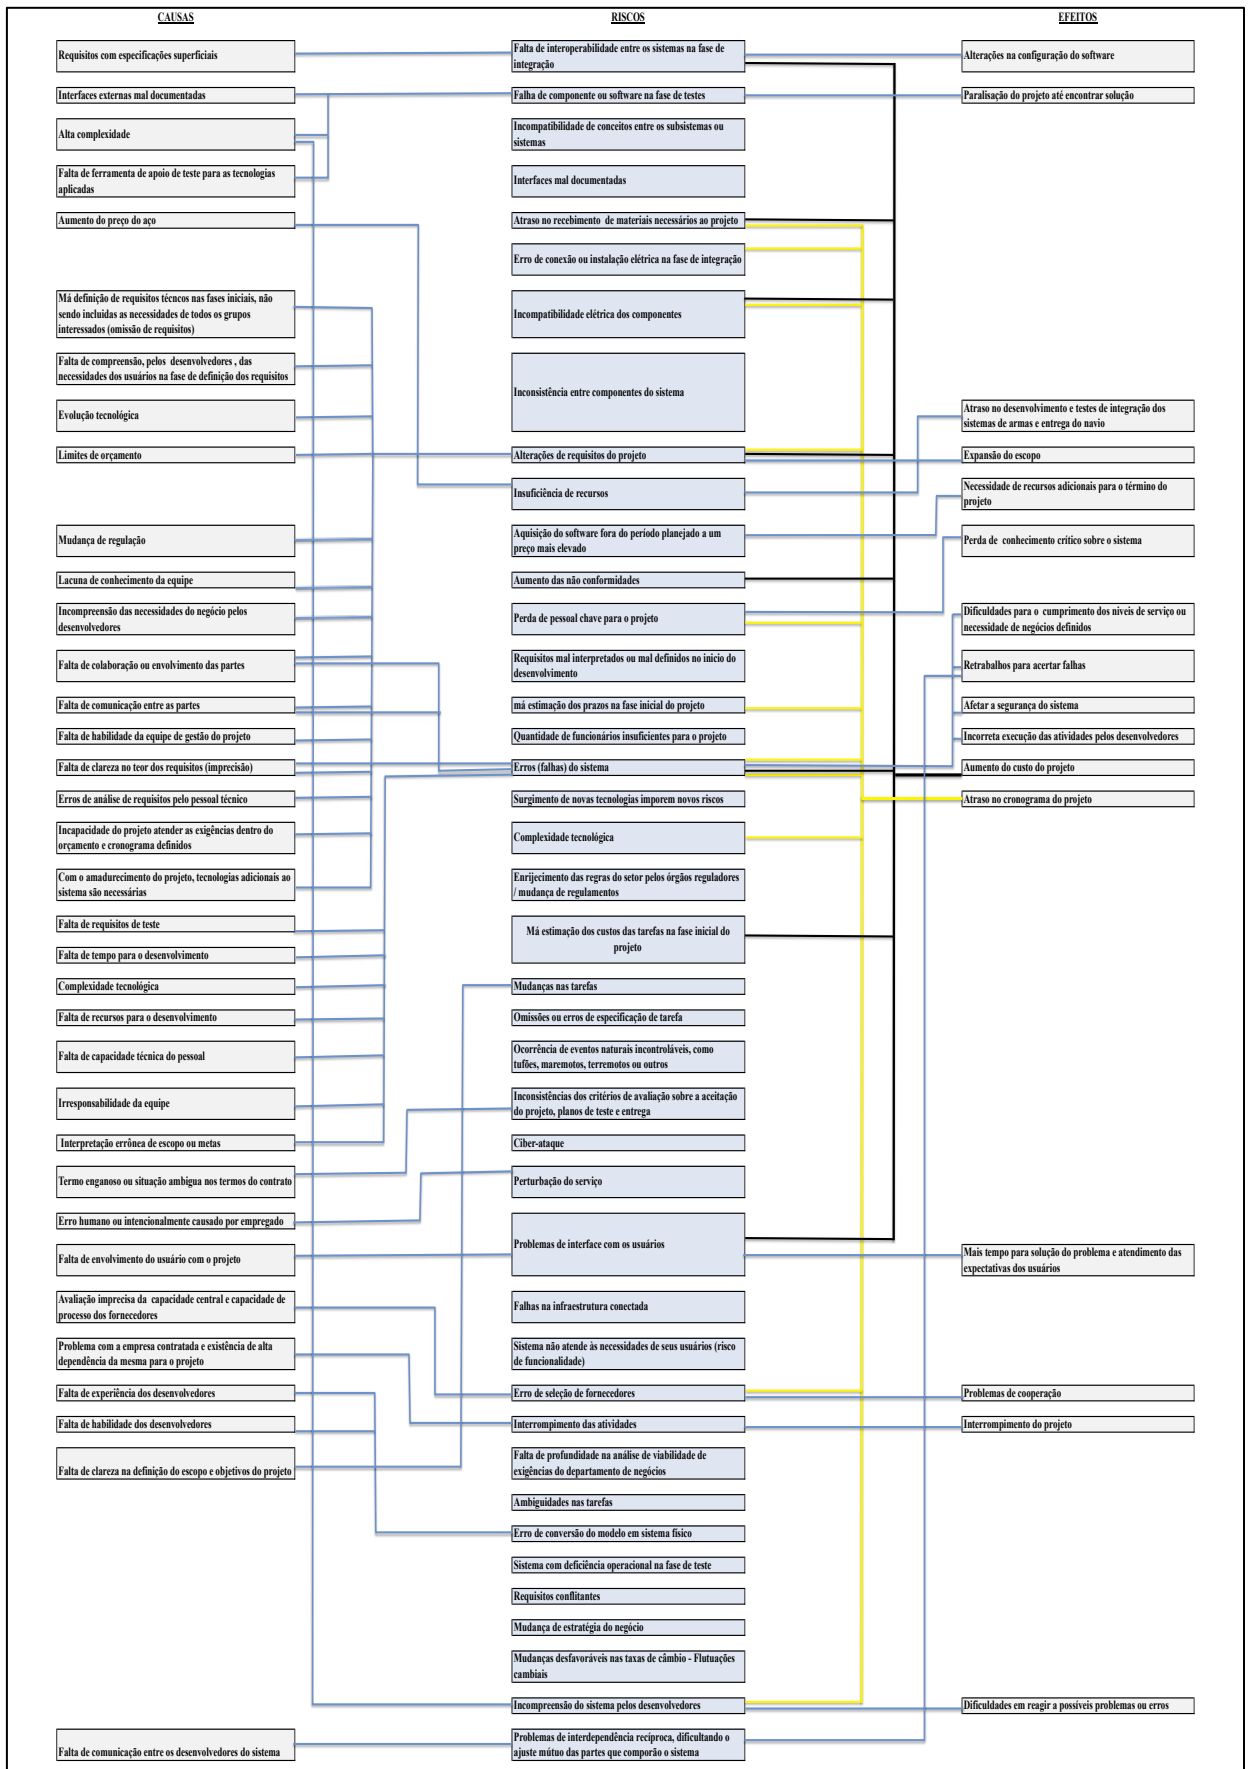 CAUSAS
Requisitos com especificações superficiais
Interfaces externas mal documentadas
Alta complexidade
Falta de ferramenta de apoio de teste para as tecnologias
aplicadas
Aumento do preço do aço
Má definição de requisitos técncos nas fases iniciais, não
sendo incluidas as necessidades de todos os grupos
interessados (omissão de requisitos)
Falta de compreensão, pelos desenvolvedores , das
necessidades dos usuários na fase de definição dos requisitos
Evolução tecnológica
Limites de orçamento
Mudança de regulação
Lacuna de conhecimento da equipe
Incompreensão das necesidades do negócio pelos
desenvolvedores
Falta de colaboração ou envolvimento das partes
Falta de comunicação entre as partes
Falta de habilidade da equipe de gestão do projeto
Falta de clareza no teor dos requisitos (imprecisão)
Erros de análise de requisitos pelo pessoal técnico
Incapacidade do projeto atender as exigências dentro do
orçamento e cronograma definidos
Com o amadurecimento do projeto, tecnologias adicionais ao
sistema são necessárias
Falta de requisitos de teste
Falta de tempo para o desenvolvimento
Complexidade tecnológica
Falta de recursos para o desenvolvimento
Falta de capacidade técnica do pessoal
Irresponsabilidade da equipe
Interpretação errônea de escopo ou metas
Termo enganoso ou situação ambigua nos termos do contrato
Erro humano ou intencionalmente causado por empregado
Falta de envolvimento do usuário com o projeto
Avaliação imprecisa da capacidade central e capacidade de
processo dos fornecedores
Problema com a empresa contratada e existência de alta
dependência da mesma para o projeto
Falta de experiência dos desenvolvedores
Falta de habilidade dos desenvolvedores
Falta de clareza na definição do escopo e objetivos do projeto
Falta de comunicação entre os desenvolvedores do sistema
RISCOS
Falta de interoperabilidade entre os sistemas na fase de
integração
Falha de componente ou software na fase de testes
Incompatibilidade de conceitos entre os subsistemas ou
sistemas
Interfaces mal documentadas
Atraso no recebimento de materiais necessários ao projeto
Erro de conexão ou instalação elétrica na fase de integração
Incompatibilidade elétrica dos componentes
Inconsistência entre componentes do sistema
Alterações de requisitos do projeto
Insuficiência de recursos
Aquisição do software fora do período planejado a um
preço mais elevado
Aumento das não conformidades
Perda de pessoal chave para o projeto
Requisitos mal interpretados ou mal definidos no inicio do
desenvolvimento
má estimação dos prazos na fase inicial do projeto
Quantidade de funcionários insuficientes para o projeto
Erros (falhas) do sistema
Surgimento de novas tecnologias imporem novos riscos
Complexidade tecnológica
Enrijecimento das regras do setor pelos órgãos reguladores
/ mudança de regulamentos
Má estimação dos custos das tarefas na fase inicial do
projeto
Mudanças nas tarefas
Omissões ou erros de especificação de tarefa
Ocorrência de eventos naturais incontroláveis, como
tufões, maremotos, terremotos ou outros
Inconsistências dos critérios de avaliação sobre a aceitação
do projeto, planos de teste e entrega
Ciber-ataque
Perturbação do serviço
Problemas de interface com os usuários
Falhas na infraestrutura conectada
Sistema não atende às necessidades de seus usuários (risco
de funcionalidade)
Erro de seleção de fornecedores
Interrompimento das atividades
Falta de profundidade na análise de viabilidade de
exigências do departamento de negócios
Ambiguidades nas tarefas
Erro de conversão do modelo em sistema físico
Sistema com deficiência operacional na fase de teste
Requisitos conflitantes
Mudança de estratégia do negócio
Mudanças desfavoráveis nas taxas de câmbio - Flutuações
cambiais
Incompreensão do sistema pelos desenvolvedores
Problemas de interdependência recíproca, dificultando o
ajuste mútuo das partes que comporão o sistema
EFEITOS
Alterações na configuração do software
Paralisação do projeto até encontrar solução
Atraso no desenvolvimento e testes de integração dos
sistemas de armas e entrega do navio
Expansão do escopo
Necessidade de recursos adicionais para o término do
projeto
Perda de conhecimento crítico sobre o sistema
Dificuldades para o cumprimento dos niveis de serviço ou
necessidade de negócios definidos
Retrabalhos para acertar falhas
Afetar a segurança do sistema
Incorreta execução das atividades pelos desenvolvedores
Aumento do custo do projeto
Atraso no cronograma do projeto
Mais tempo para solução do problema e atendimento das
expectativas dos usuários
Problemas de cooperação
Interrompimento do projeto
Dificuldades em reagir a possíveis problemas ou erros